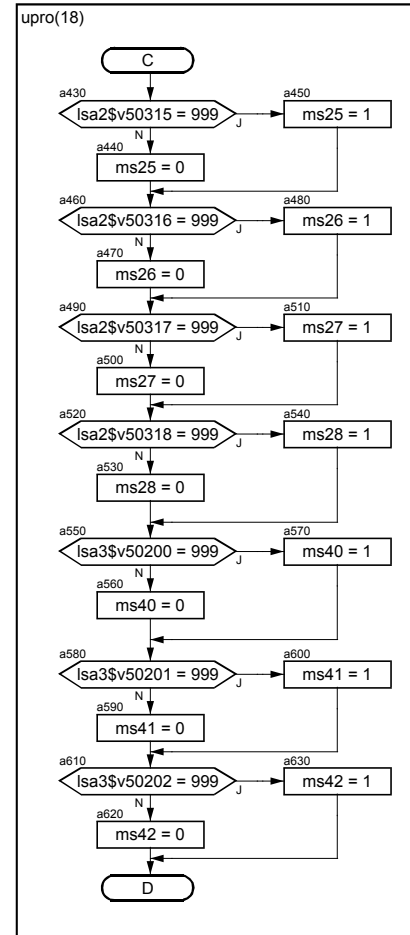 upro(18)
C
a430
lsa2$v50315 = 999
J
N
a450
ms25 = 1
a440
ms25 = 0
a460
lsa2$v50316 = 999
J
N
a480
ms26 = 1
a470
ms26 = 0
a490
lsa2$v50317 = 999
J
N
a510
ms27 = 1
a500
ms27 = 0
a520
lsa2$v50318 = 999
J
N
a540
ms28 = 1
a530
ms28 = 0
a550
lsa3$v50200 = 999
J
N
a570
ms40 = 1
a560
ms40 = 0
a580
lsa3$v50201 = 999
J
N
a600
ms41 = 1
a590
ms41 = 0
a610
lsa3$v50202 = 999
J
N
a630
ms42 = 1
a620
ms42 = 0
D